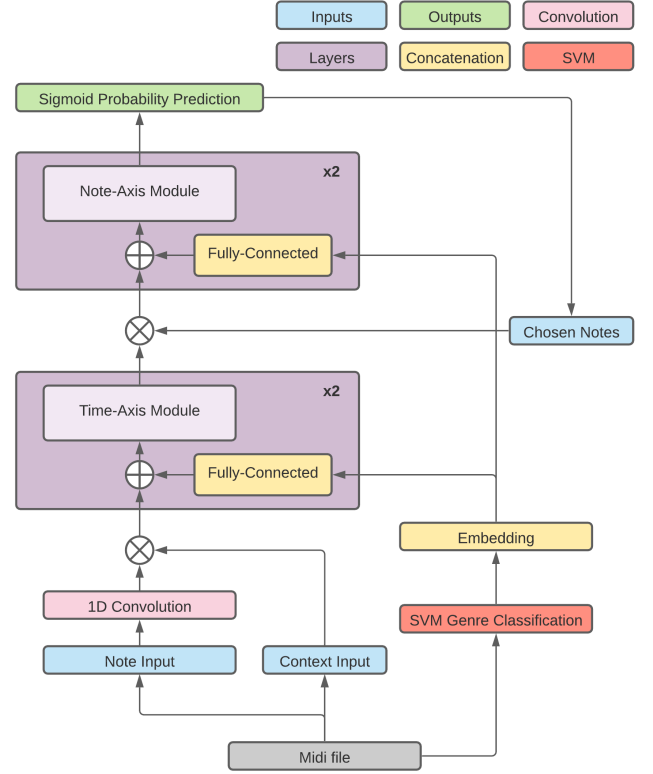 Inputs
Outputs
Convolution
Layers
Concatenation
SVM
Sigmoid Probability Prediction
x2
Note-Axis Module
Fully-Connected
Chosen Notes
x2
Time-Axis Module
Fully-Connected
Embedding
1D Convolution
SVM Genre Classification
Note Input
Context Input
Midi file